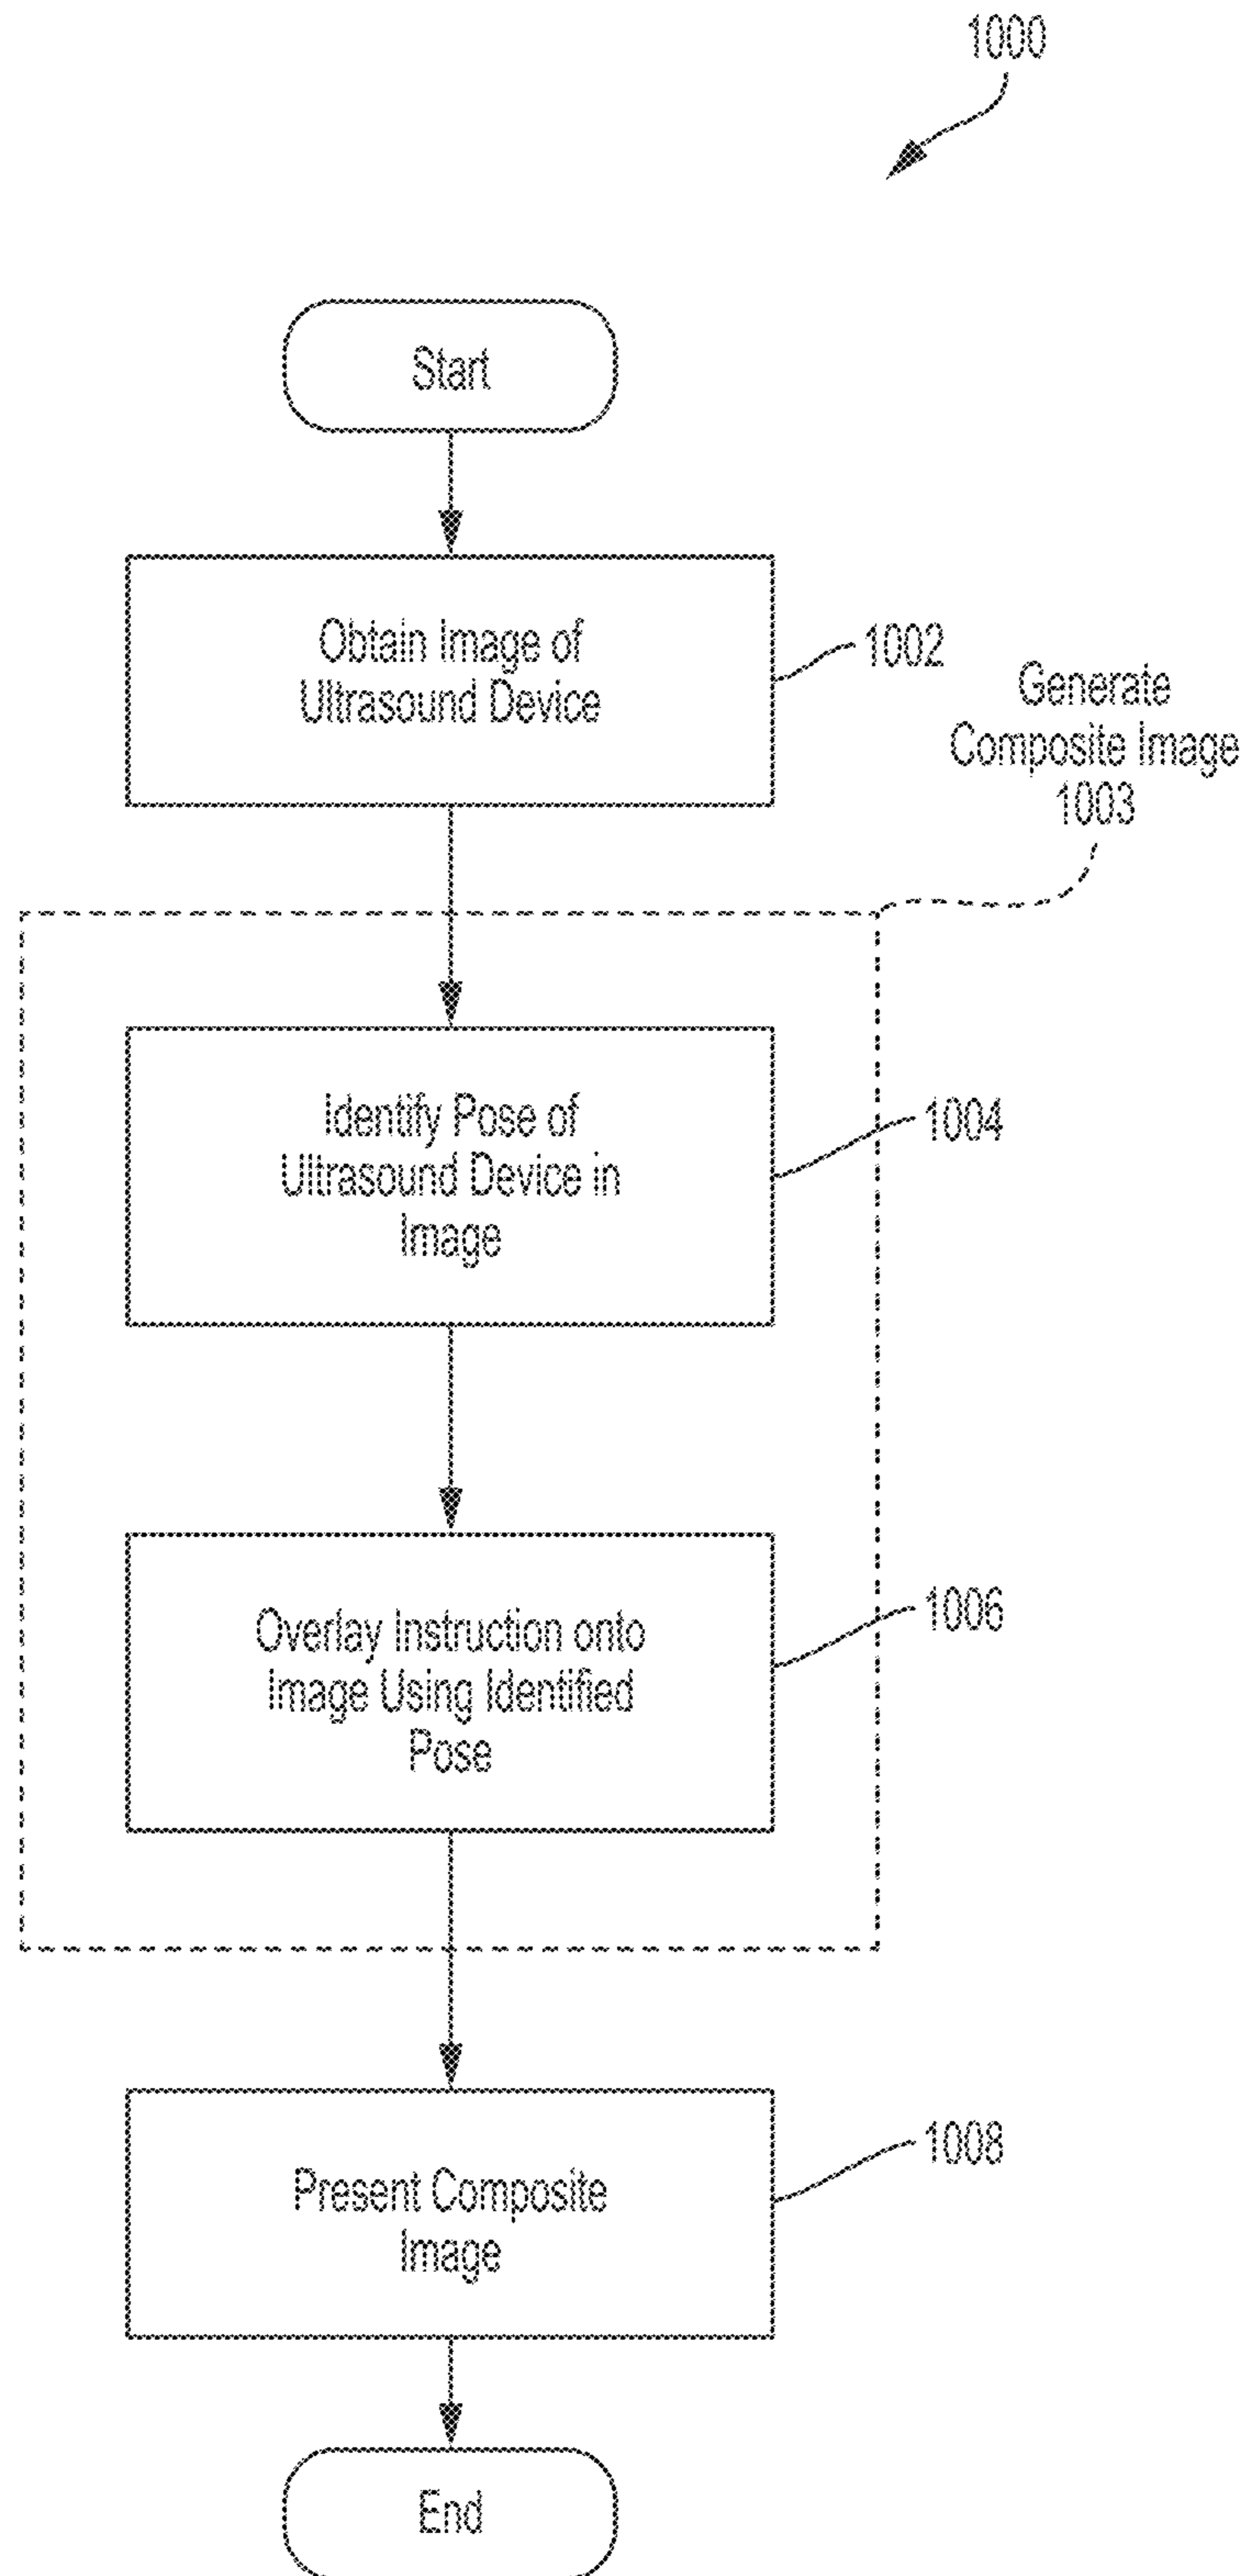 1000
Start
Obtain Image of
Ultrasound Device
1002
Generate
Composite Image
1003
Identify Pose of
Ultrasound Device in
Image
1004
Overlay Instruction onto
Image Using Identified
Pose
1006
Present Composite
Image
1008
End